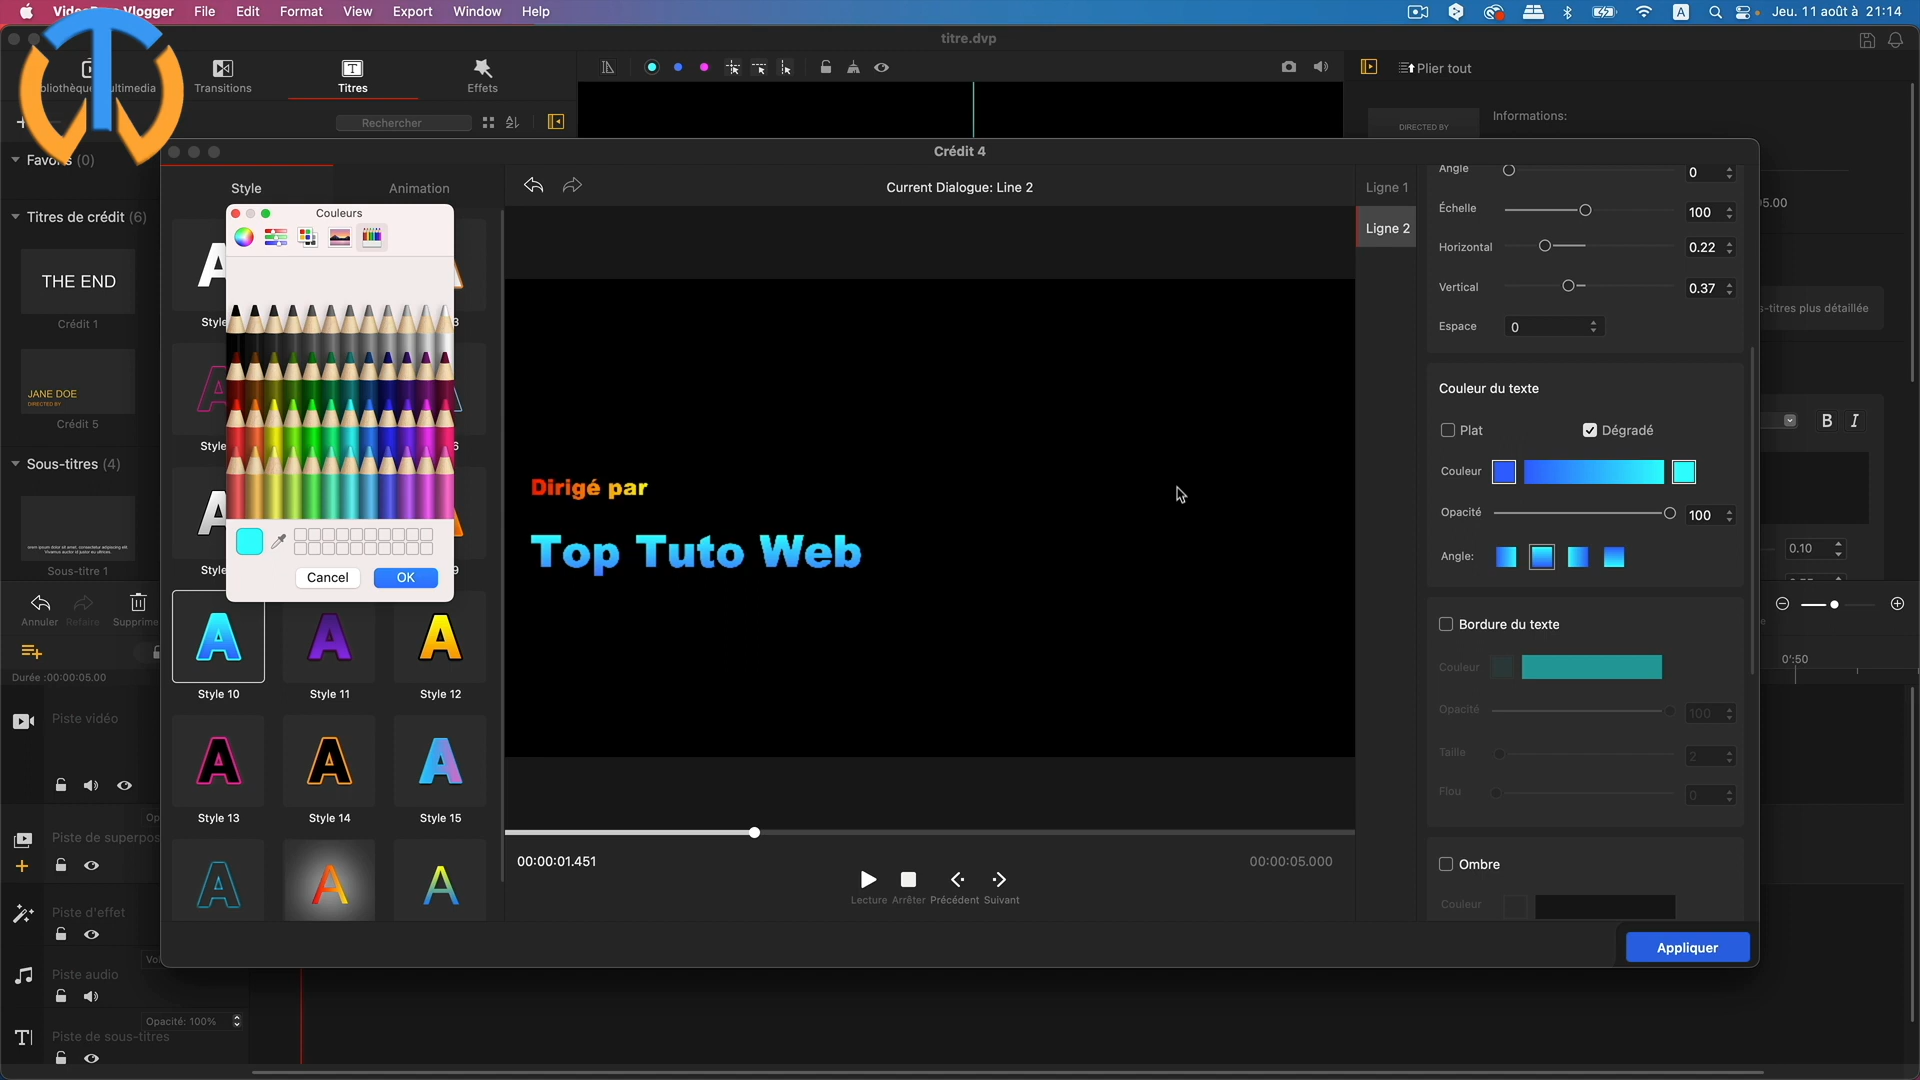 Vlogger File Edit Format View Export Window Help
A Jeu. 11 août à 21:14
titre.dvp
Transitions
Titres
Effets
Plier tout
Rechercher
DIRECTED BY
Informations:
Favoris (0)
Crédit 4
Style
Animation
Current Dialogue: Line 2
Ligne 1
Ligne 2
Angle 0
Échelle 100
Horizontal 0.22
Vertical 0.37
Espace 0
5.00
-titres plus détaillée
Titres de crédit (6)
THE END
Crédit 1
JANE DOE
DIRECTED BY
Crédit 5
Sous-titres (4)
Sous-titre 1
Couleurs
Cancel
OK
Style 10
Style 11
Style 12
Style 13
Style 14
Style 15
Dirigé par
Top Tuto Web
Couleur du texte
Plat
Dégradé
Couleur
Opacité 100
Angle:
Bordure du texte
Couleur
Opacité 100
Taille 2
Flou 0
Ombre
Couleur
B I
0.10
0':50
Annuler Refaire Supprime
Durée :00:00:05.00
Piste vidéo
Piste de superpos
Piste d'effet
Piste audio
Opacité: 100%
Piste de sous-titres
00:00:01.451
00:00:05.000
Lecture Arrêter Précédent Suivant
Appliquer